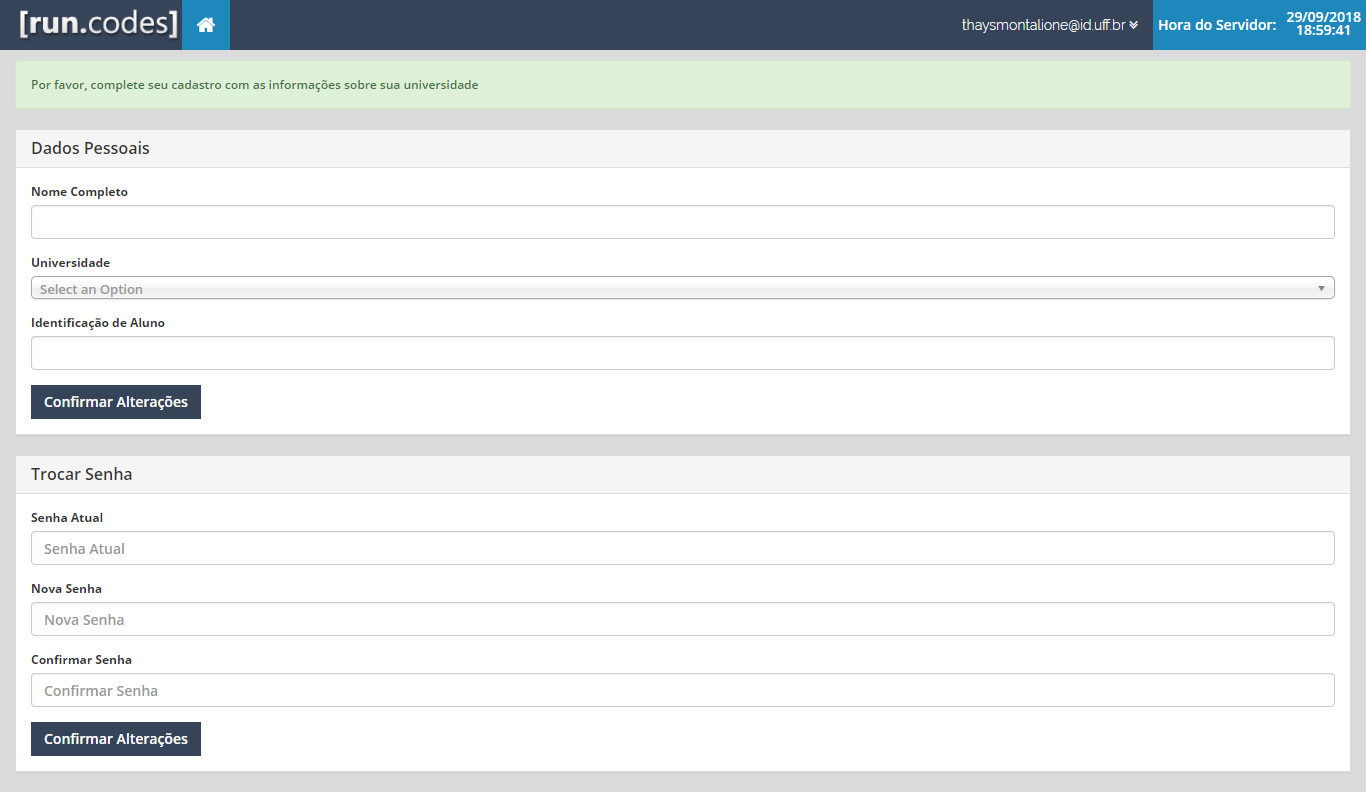 [run.codes]
thaysmontalione@id.uff.br
Hora do Servidor:
29/09/2018
18:59:41
Por favor, complete seu cadastro com as informações sobre sua universidade
Dados Pessoais
Nome Completo
Universidade
Select an Option
Identificação de Aluno
Confirmar Alterações
Trocar Senha
Senha Atual
Senha Atual
Nova Senha
Nova Senha
Confirmar Senha
Confirmar Senha
Confirmar Alterações